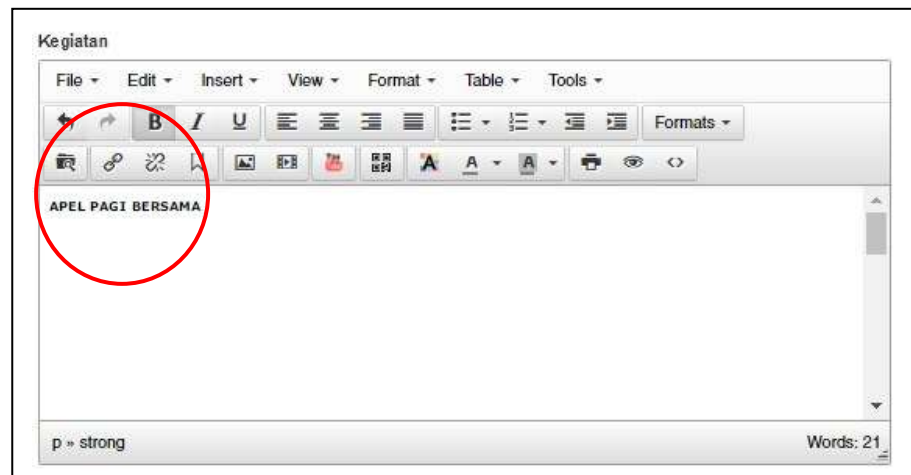 Kegiatan
File Edit Insert View Format Table Tools
B I U Formats
A A A
APEL PAGI BERSAMA
p » strong Words: 21